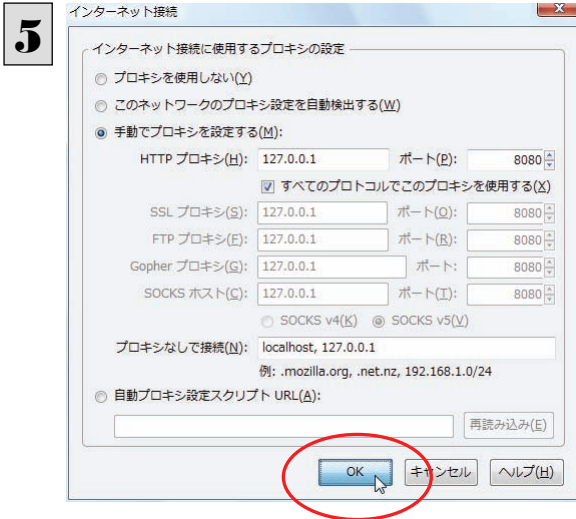 5
インターネット接続
インターネット接続に使用するプロキシの設定
プロキシを使用しない(Y)
このネットワークのプロキシ設定を自動検出する(W)
手動でプロキシを設定する(M):
HTTP プロキシ(H): 127.0.0.1 ポート(P): 8080
すべてのプロトコルでこのプロキシを使用する(X)
SSL プロキシ(S): 127.0.0.1 ポート(O): 8080
FTP プロキシ(F): 127.0.0.1 ポート(R): 8080
Gopher プロキシ(G): 127.0.0.1 ポート: 8080
SOCKS ホスト(C): 127.0.0.1 ポート(T): 8080
SOCKS v4(K) SOCKS v5(V)
プロキシなしで接続(N): localhost, 127.0.0.1
例: .mozilla.org, .net.nz, 192.168.1.0/24
自動プロキシ設定スクリプト URL(A):
再読み込み(E)
OK キャンセル ヘルプ(H)